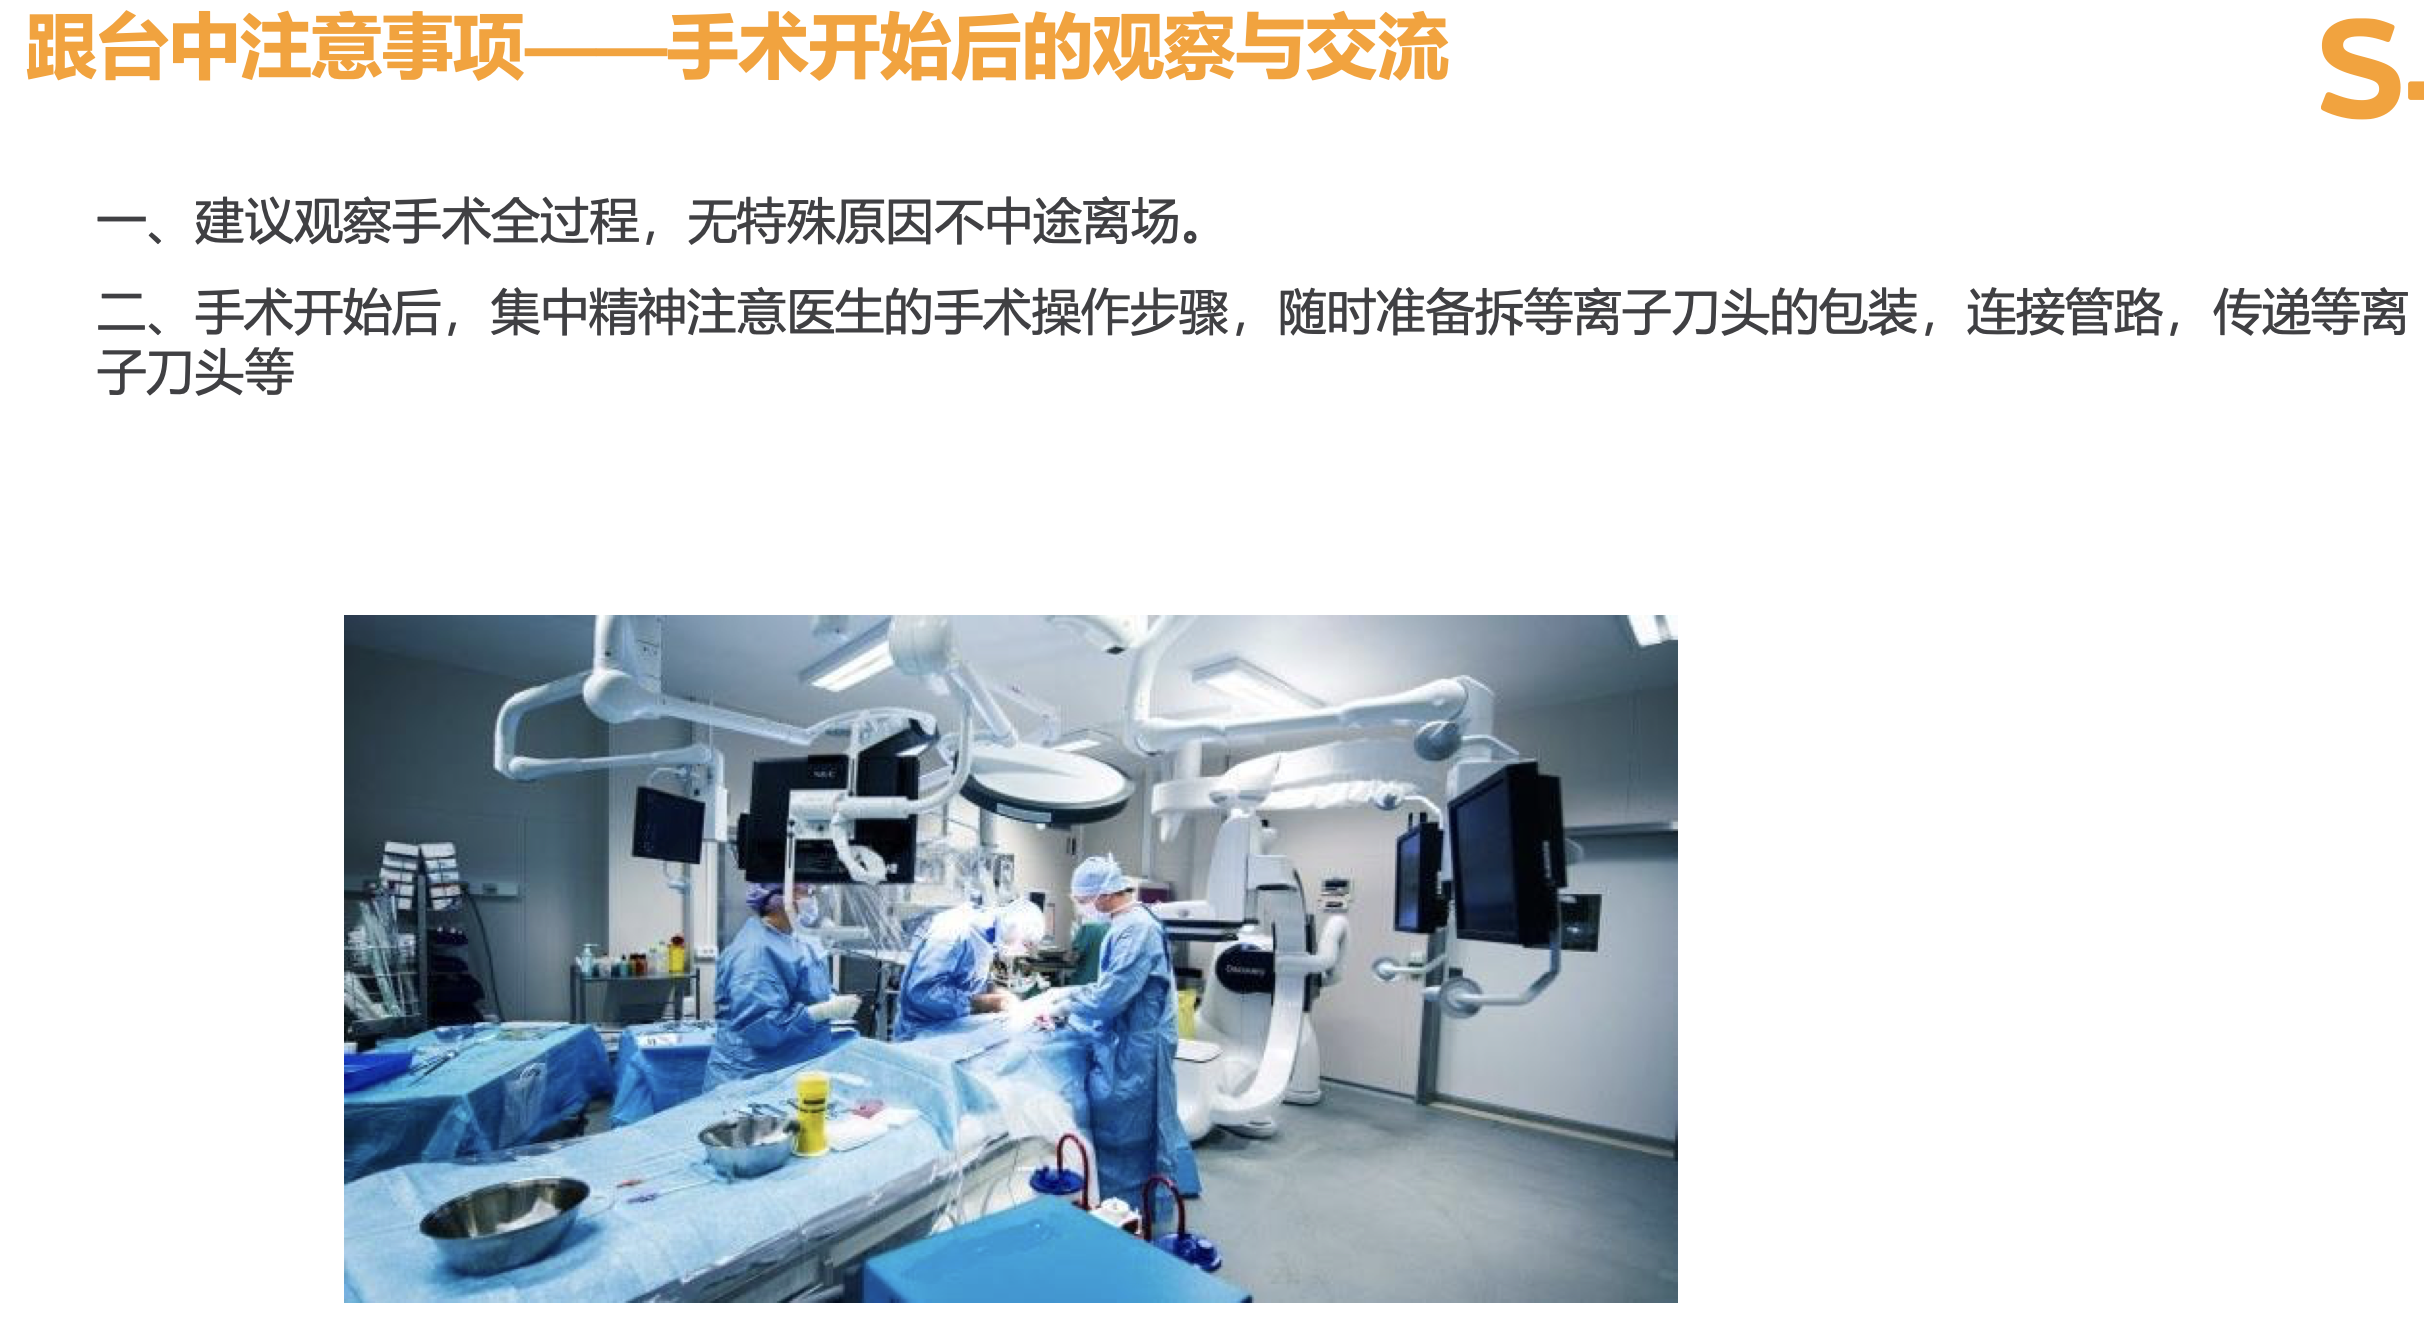 跟台中注意事项——手术开始后的观察与交流
S.
一、建议观察手术全过程，无特殊原因不中途离场。
二、手术开始后，集中精神注意医生的手术操作步骤，随时准备拆等离子刀头的包装，连接管路，传递等离
子刀头等
NEC
Discovery